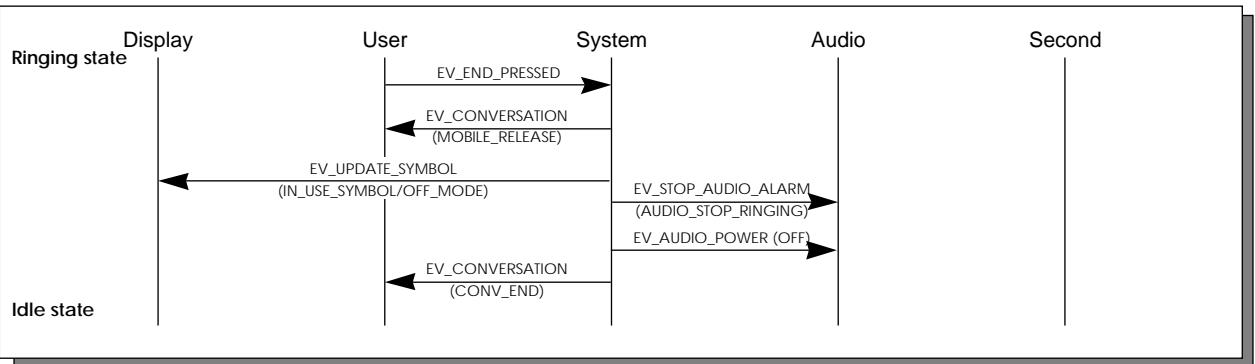 Display User System Audio Second
Ringing state
EV_END_PRESSED
EV_CONVERSATION
(MOBILE_RELEASE)
EV_UPDATE_SYMBOL
(IN_USE_SYMBOL/OFF_MODE)
EV_STOP_AUDIO_ALARM
(AUDIO_STOP_RINGING)
EV_AUDIO_POWER (OFF)
EV_CONVERSATION
(CONV_END)
Idle state